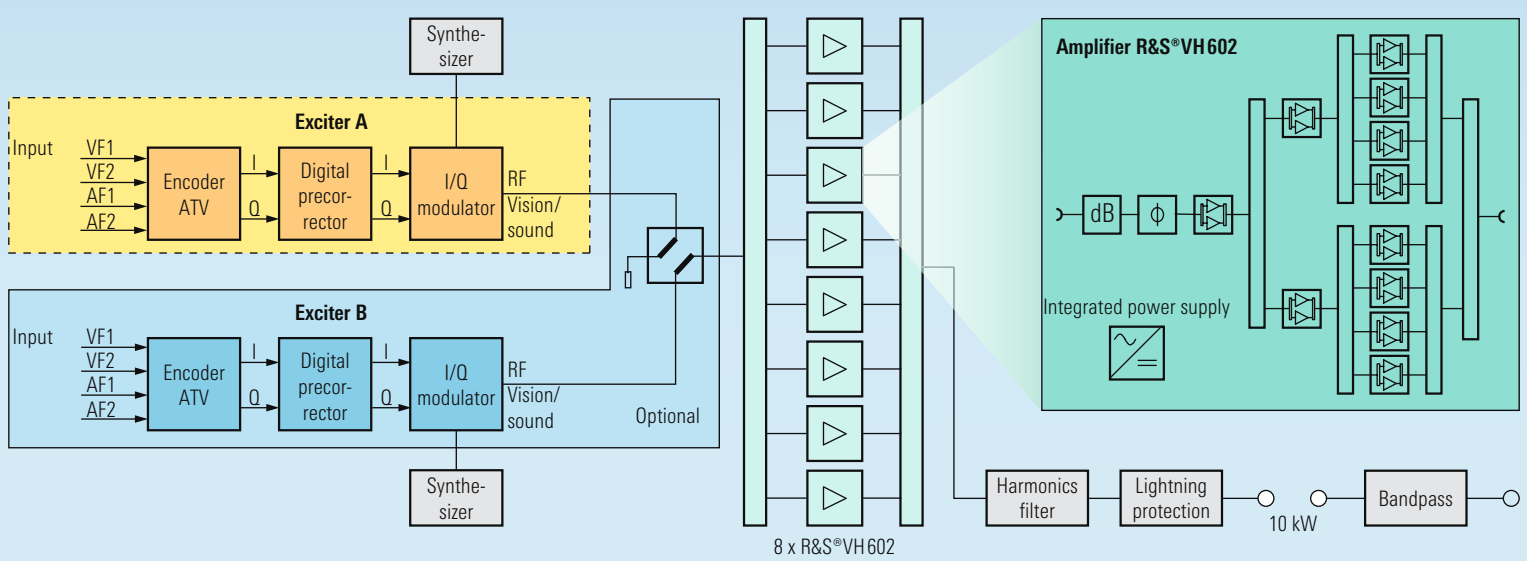 Synthe-
sizer
Exciter A
Input
VF1
VF2
AF1
AF2
Encoder
ATV
I
Q
Digital
precor-
rector
I
Q
I/Q
modulator
RF
Vision/
sound
Exciter B
Input
VF1
VF2
AF1
AF2
Encoder
ATV
I
Q
Digital
precor-
rector
I
Q
I/Q
modulator
RF
Vision/
sound
Optional
Synthe-
sizer
8 x R&S®VH602
Amplifier R&S®VH602
dB
ϕ
Integrated power supply
Harmonics
filter
Lightning
protection
10 kW
Bandpass